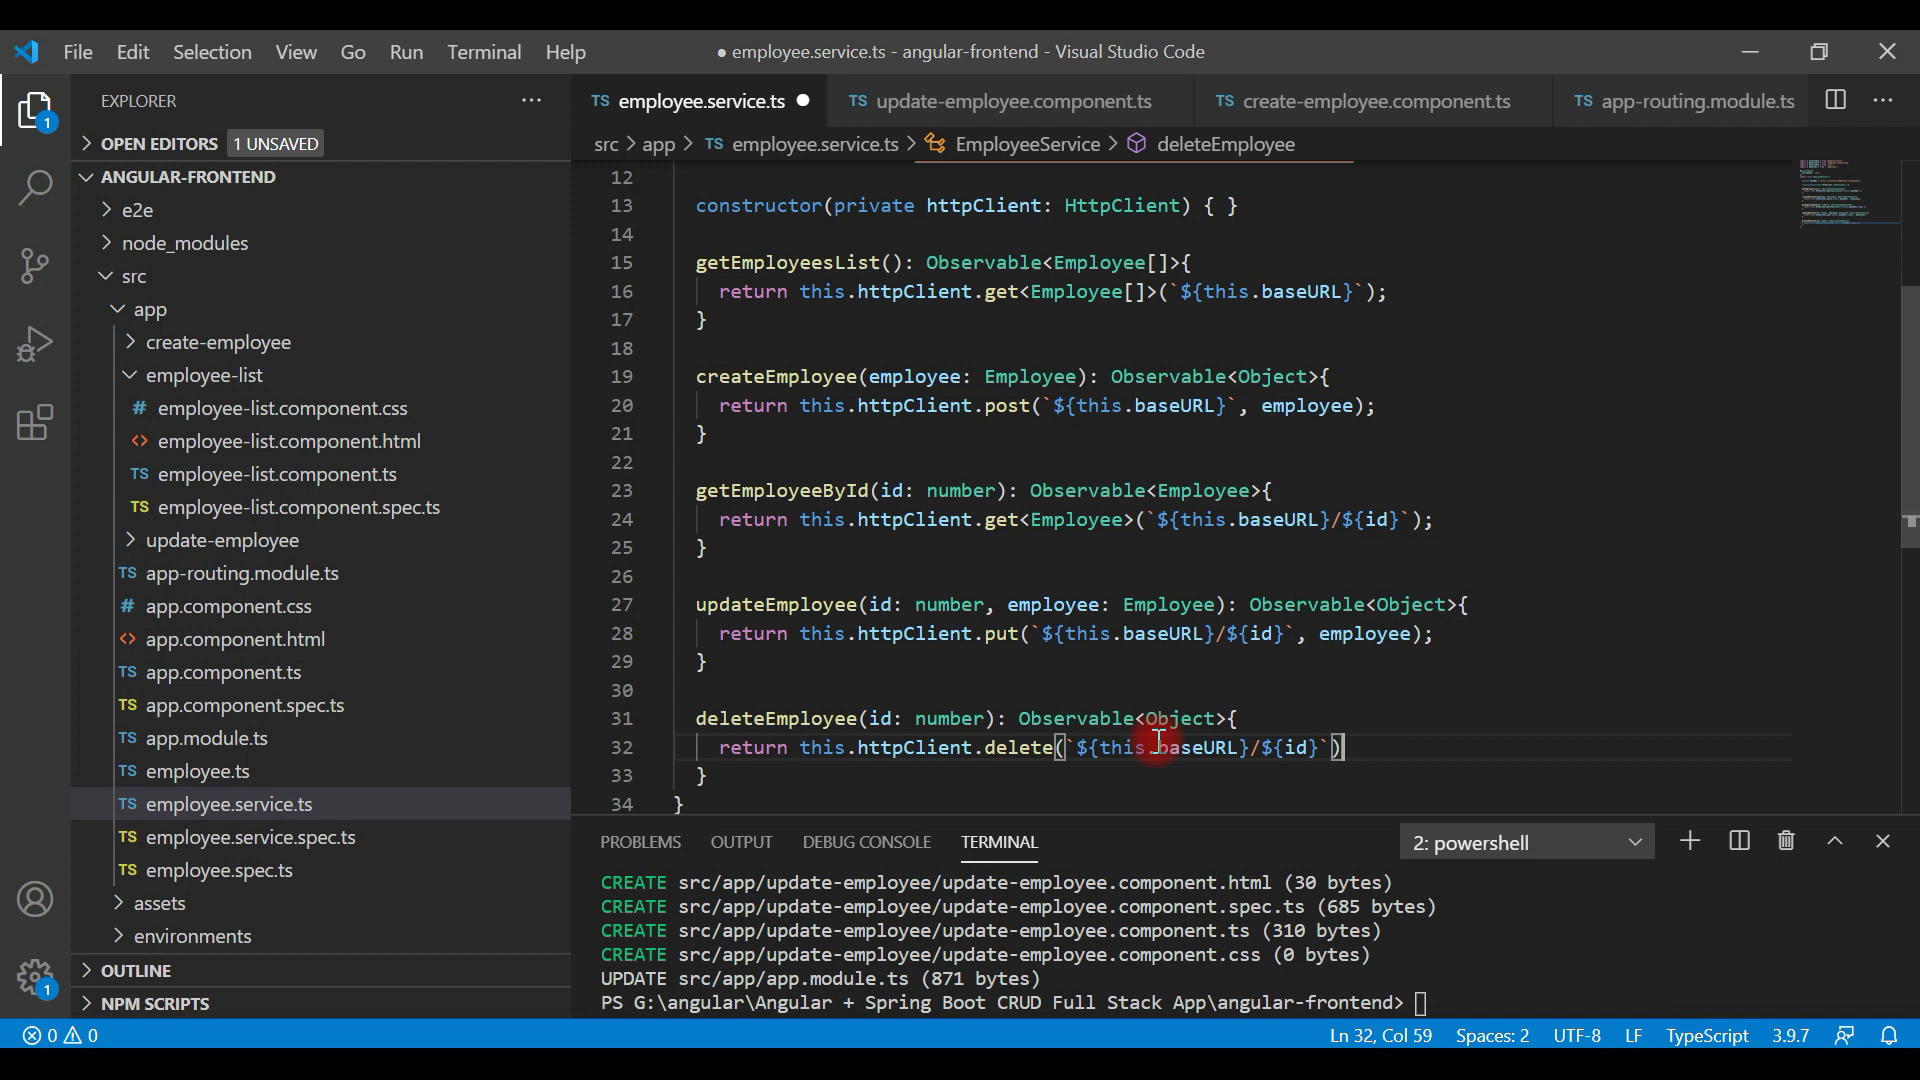 File Edit Selection View Go Run Terminal Help ● employee.service.ts - angular-frontend - Visual Studio Code
EXPLORER ···
TS employee.service.ts ● TS update-employee.component.ts TS create-employee.component.ts TS app-routing.module.ts ···
OPEN EDITORS 1 UNSAVED
src > app > TS employee.service.ts > EmployeeService > deleteEmployee
ANGULAR-FRONTEND
e2e
node_modules
src
app
create-employee
employee-list
# employee-list.component.css
<> employee-list.component.html
TS employee-list.component.ts
TS employee-list.component.spec.ts
update-employee
TS app-routing.module.ts
# app.component.css
<> app.component.html
TS app.component.ts
TS app.component.spec.ts
TS app.module.ts
TS employee.ts
TS employee.service.ts
TS employee.service.spec.ts
TS employee.spec.ts
assets
environments
OUTLINE
NPM SCRIPTS
1
1
12
13 constructor(private httpClient: HttpClient) { }
14
15 getEmployeesList(): Observable<Employee[]>{
16 return this.httpClient.get<Employee[]>(`${this.baseURL}`);
17 }
18
19 createEmployee(employee: Employee): Observable<Object>{
20 return this.httpClient.post(`${this.baseURL}`, employee);
21 }
22
23 getEmployeeById(id: number): Observable<Employee>{
24 return this.httpClient.get<Employee>(`${this.baseURL}/${id}`);
25 }
26
27 updateEmployee(id: number, employee: Employee): Observable<Object>{
28 return this.httpClient.put(`${this.baseURL}/${id}`, employee);
29 }
30
31 deleteEmployee(id: number): Observable<Object>{
32 return this.httpClient.delete(`${this.baseURL}/${id}`)
33 }
34 }
PROBLEMS OUTPUT DEBUG CONSOLE TERMINAL 2: powershell
CREATE src/app/update-employee/update-employee.component.html (30 bytes)
CREATE src/app/update-employee/update-employee.component.spec.ts (685 bytes)
CREATE src/app/update-employee/update-employee.component.ts (310 bytes)
CREATE src/app/update-employee/update-employee.component.css (0 bytes)
UPDATE src/app/app.module.ts (871 bytes)
PS G:\angular\Angular + Spring Boot CRUD Full Stack App\angular-frontend>
0 0 Ln 32, Col 59 Spaces: 2 UTF-8 LF TypeScript 3.9.7